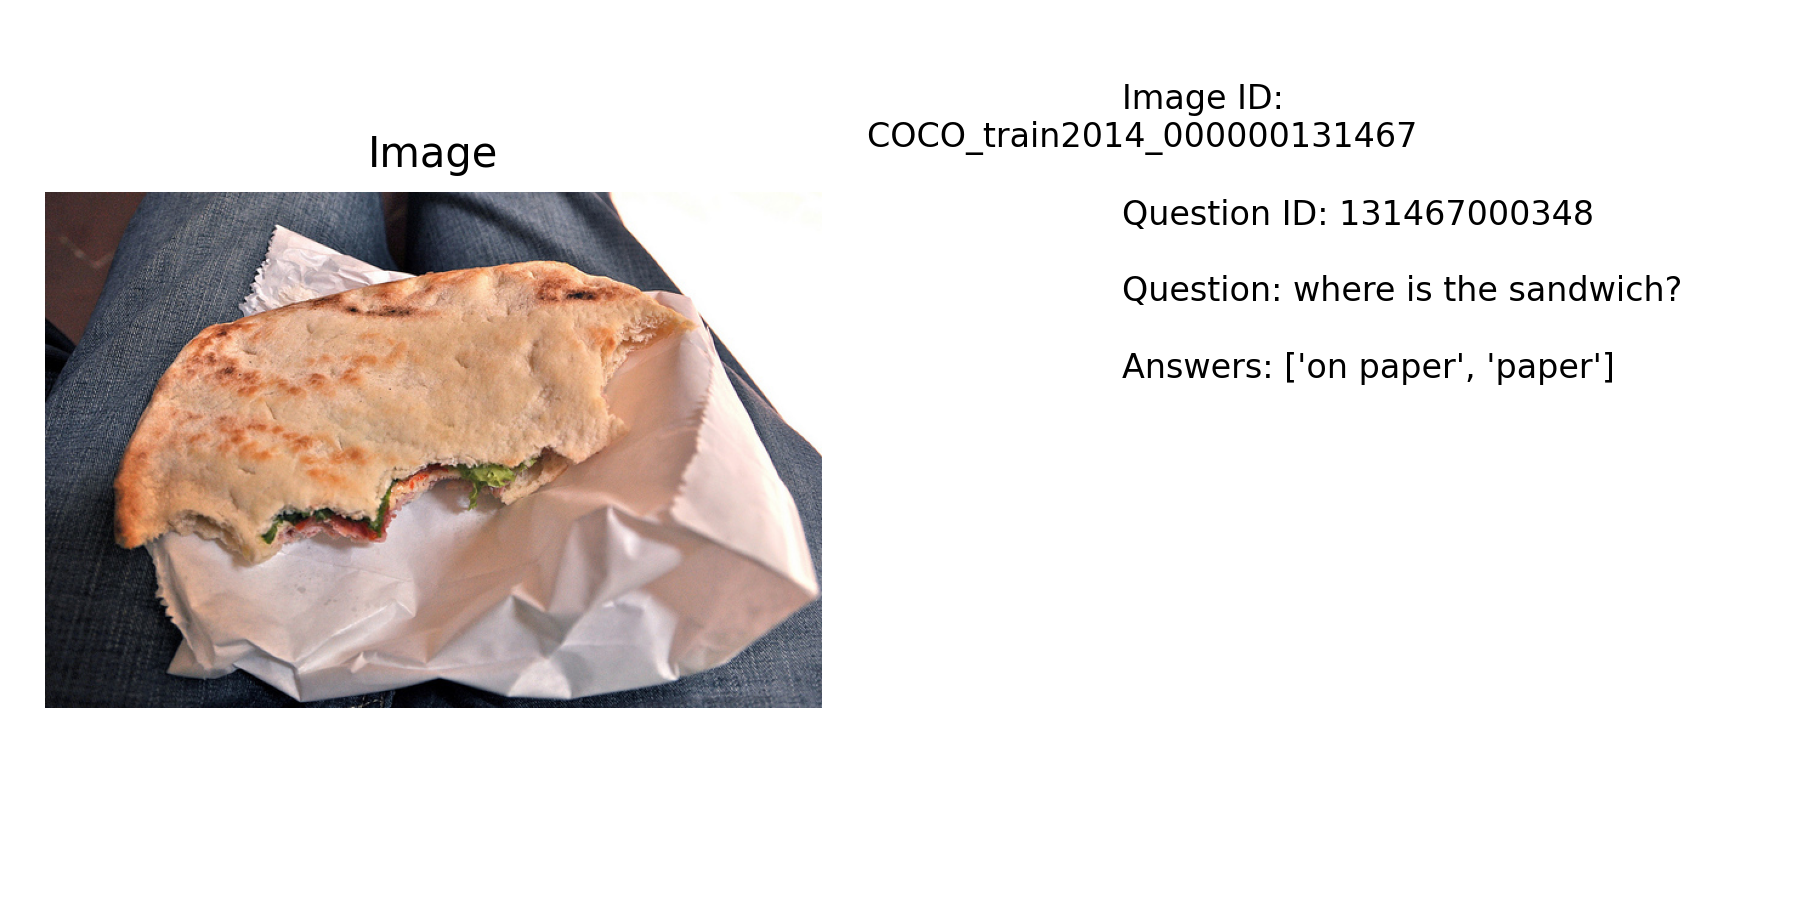 Image
Image ID:
COCO_train2014_000000131467
Question ID: 131467000348
Question: where is the sandwich?
Answers: ['on paper', 'paper']